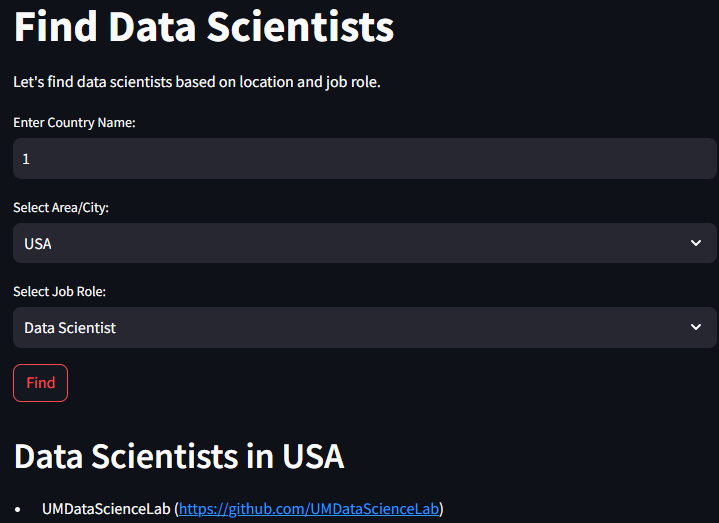 Find Data Scientists
Let's find data scientists based on location and job role.
Enter Country Name:
1
Select Area/City:
USA
Select Job Role:
Data Scientist
Find
Data Scientists in USA
• UMDataScienceLab (https://github.com/UMDataScienceLab)